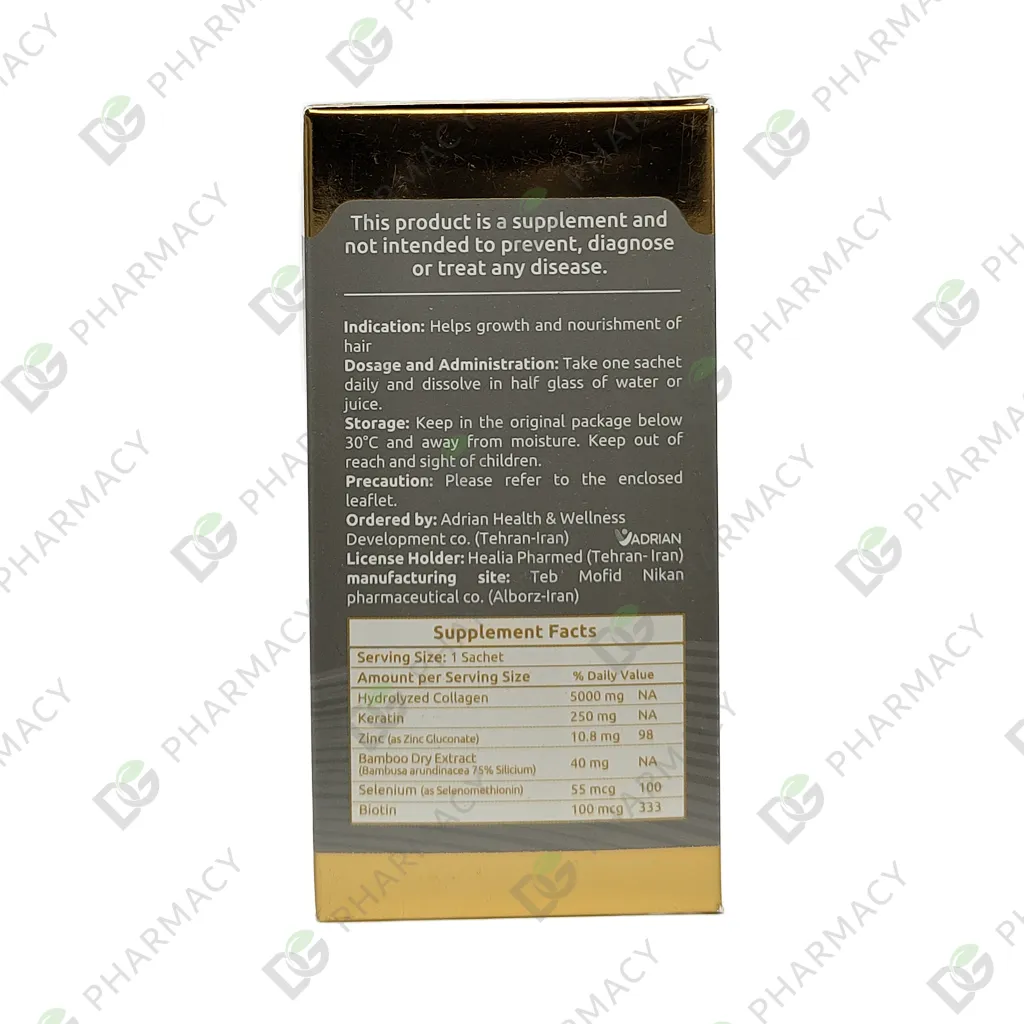 This product is a supplement and
not intended to prevent, diagnose
or treat any disease.
Indication: Helps growth and nourishment of
hair
Dosage and Administration: Take one sachet
daily and dissolve in half glass of water or
juice.
Storage: Keep in the original package below
30°C and away from moisture. Keep out of
reach and sight of children.
Precaution: Please refer to the enclosed
leaflet.
Ordered by: Adrian Health & Wellness
Development co. (Tehran-Iran) ADRIAN
License Holder: Healia Pharmed (Tehran-Iran)
manufacturing site: Teb Mofid Nikan
pharmaceutical co. (Alborz-Iran)
Supplement Facts
Serving Size: 1 Sachet
Amount per Serving Size % Daily Value
Hydrolyzed Collagen 5000 mg NA
Keratin 250 mg NA
Zinc (as Zinc Gluconate) 10.8 mg 98
Bamboo Dry Extract
(Bambusa arundinacea 75% Silicium) 40 mg NA
Selenium (as Selenomethionin) 55 mcg 100
Biotin 100 mcg 333
DG PHARMACY